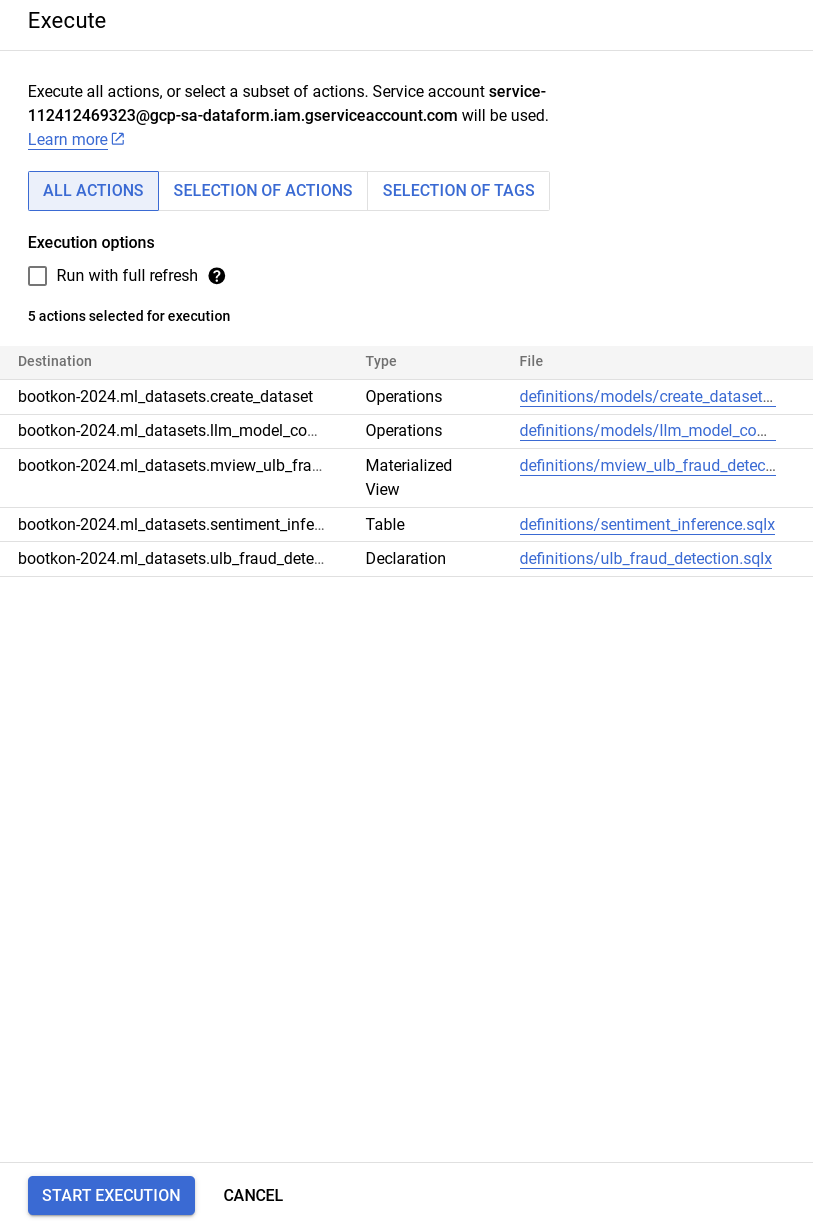 Execute
Execute all actions, or select a subset of actions. Service account service-
112412469323@gcp-sa-dataform.iam.gserviceaccount.com will be used.
Learn more
ALL ACTIONS SELECTION OF ACTIONS SELECTION OF TAGS
Execution options
Run with full refresh
5 actions selected for execution
Destination Type File
bootkon-2024.ml_datasets.create_dataset Operations definitions/models/create_dataset...
bootkon-2024.ml_datasets.llm_model_co... Operations definitions/models/llm_model_co...
bootkon-2024.ml_datasets.mview_ulb_fra... Materialized definitions/mview_ulb_fraud_detec...
View
bootkon-2024.ml_datasets.sentiment_infe... Table definitions/sentiment_inference.sqlx
bootkon-2024.ml_datasets.ulb_fraud_dete... Declaration definitions/ulb_fraud_detection.sqlx
START EXECUTION CANCEL